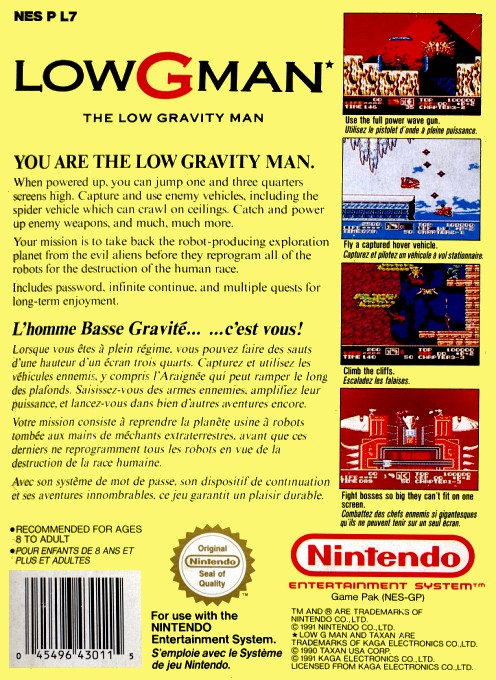 NES P L7
LOWGMAN*
THE LOW GRAVITY MAN
YOU ARE THE LOW GRAVITY MAN.
When powered up, you can jump one and three quarters
screens high. Capture and use enemy vehicles, including the
spider vehicle which can crawl on ceilings. Catch and power
up enemy weapons, and much, much more.
Your mission is to take back the robot-producing exploration
planet from the evil aliens before they reprogram all of the
robots for the destruction of the human race.
Includes password, infinite continue, and multiple quests for
long-term enjoyment.
L'homme Basse Gravité... ...c'est vous!
Lorsque vous êtes à plein régime, vous pouvez faire des sauts
d'une hauteur d'un écran trois quarts. Capturez et utilisez les
véhicules ennemis, y compris l'Araignée qui peut ramper le long
des plafonds. Saisissez-vous des armes ennemies, amplifiez leur
puissance, et lancez-vous dans bien d'autres aventures encore.
Votre mission consiste à reprendre la planète usine à robots
tombée aux mains de méchants extraterrestres, avant que ces
derniers ne reprogramment tous les robots en vue de la
destruction de la race humaine.
Avec son système de mot de passe, son dispositif de continuation
et ses aventures innombrables, ce jeu garantit un plaisir durable.
Use the full power wave gun.
Utilisez le pistolet d'onde à pleine puissance.
Fly a captured hover vehicle.
Capturez et pilotez un véhicule à vol stationnaire.
Climb the cliffs.
Escaladez les falaises.
Fight bosses so big they can't fit on one
screen.
Combattez des chefs ennemis si gigantesques
qu'ils ne peuvent tenir sur un seul écran.
•RECOMMENDED FOR AGES
8 TO ADULT
•POUR ENFANTS DE 8 ANS ET
PLUS ET ADULTES
0 45496 43011 5
Original
Nintendo
Seal of
Quality
™
For use with the
NINTENDO
Entertainment System.
S'emploie avec le Système
de jeu Nintendo.
Nintendo
ENTERTAINMENT SYSTEM™
Game Pak (NES-GP)
TM AND ® ARE TRADEMARKS OF
NINTENDO CO.,LTD.
© 1991 NINTENDO CO.,LTD.
★LOW G MAN AND TAXAN ARE
TRADEMARKS OF KAGA ELECTRONICS CO.,LTD.
© 1990 TAXAN USA CORP.
© 1991 KAGA ELECTRONICS CO.,LTD.
LICENSED FROM KAGA ELECTRONICS CO.,LTD.